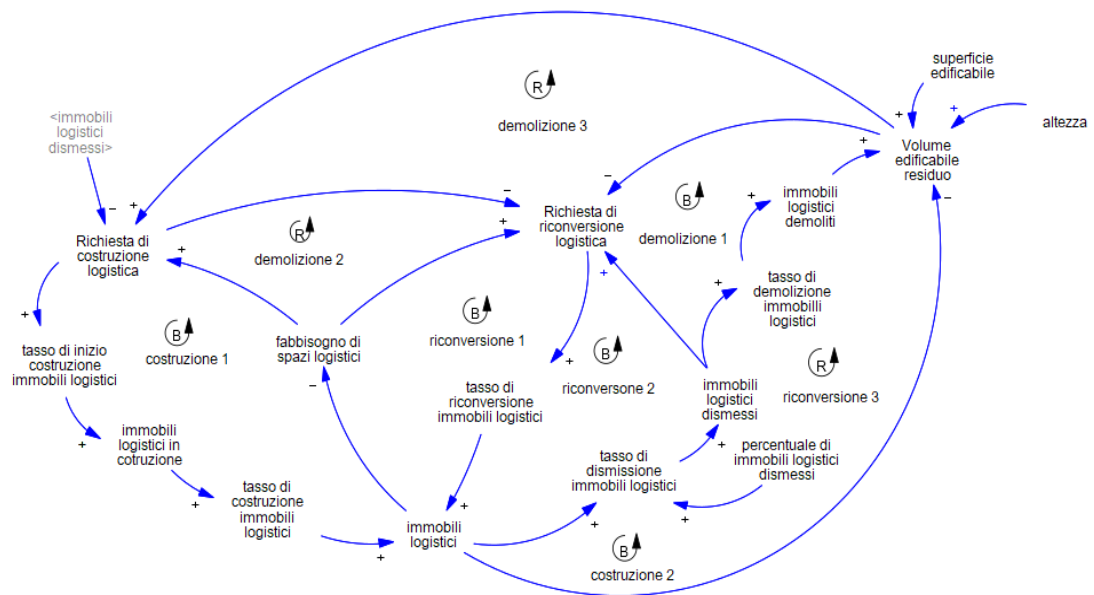 superficie
edificabile
R
demolizione 3
<immobili
logistici
dismessi>
altezza
+
+
+
Volume
edificabile
residuo
−
−
+
−
−
+
immobili
logistici
demoliti
B
demolizione 1
Richiesta di
riconversione
logistica
+
+
Richiesta di
costruzione
logistica
+
R
demolizione 2
+
tasso di
demolizione
immobilli
logistici
+
+
tasso di inizio
costruzione
immobili logistici
B
costruzione 1
fabbisogno di
spazi logistici
−
B
riconversione 1
B
riconversone 2
+
tasso di
riconversione
immobili logistici
immobili
logistici
dismessi
R
riconversione 3
+
immobili
logistici in
cotruzione
+
percentuale di
immobili logistici
dismessi
tasso di
dismissione
immobili logistici
+
tasso di
costruzione
immobili
logistici
+
immobili
logistici
+
+
+
B
costruzione 2